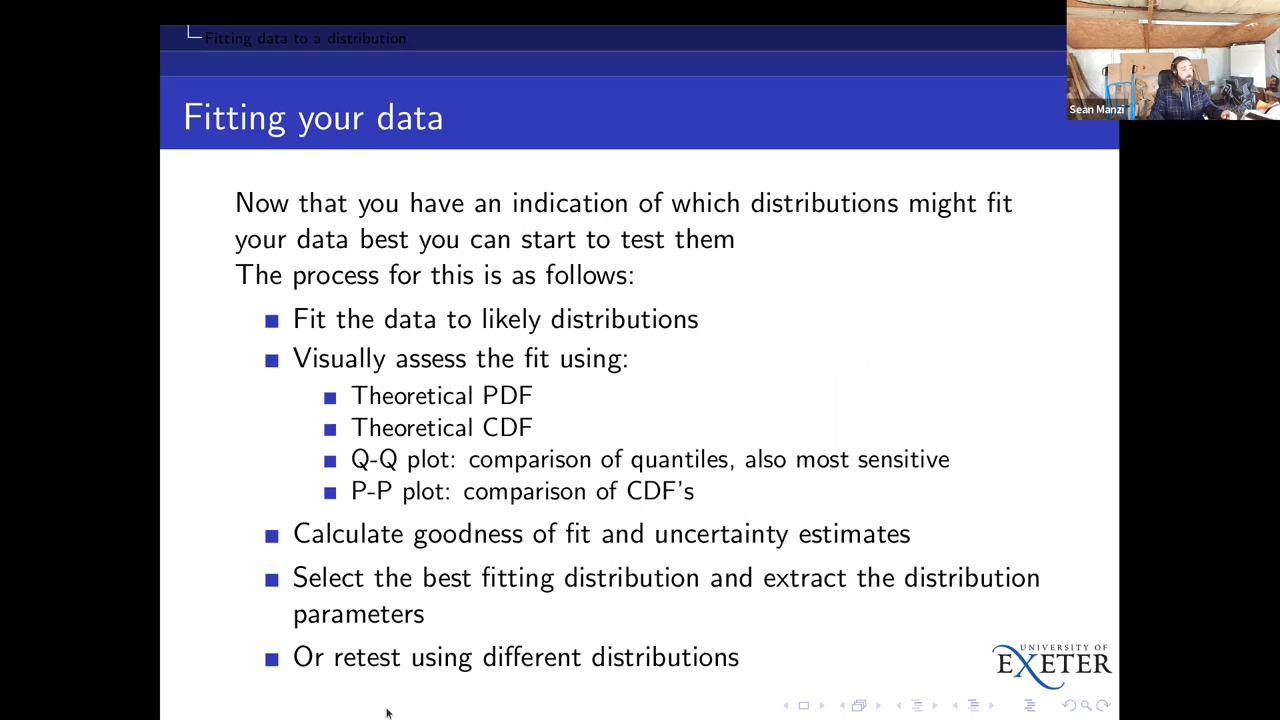 Fitting data to a distribution
Sean Manzi
Fitting your data
Now that you have an indication of which distributions might fit
your data best you can start to test them
The process for this is as follows:
Fit the data to likely distributions
Visually assess the fit using:
Theoretical PDF
Theoretical CDF
Q-Q plot: comparison of quantiles, also most sensitive
P-P plot: comparison of CDF's
Calculate goodness of fit and uncertainty estimates
Select the best fitting distribution and extract the distribution
parameters
Or retest using different distributions
UNIVERSITY OF
EXETER